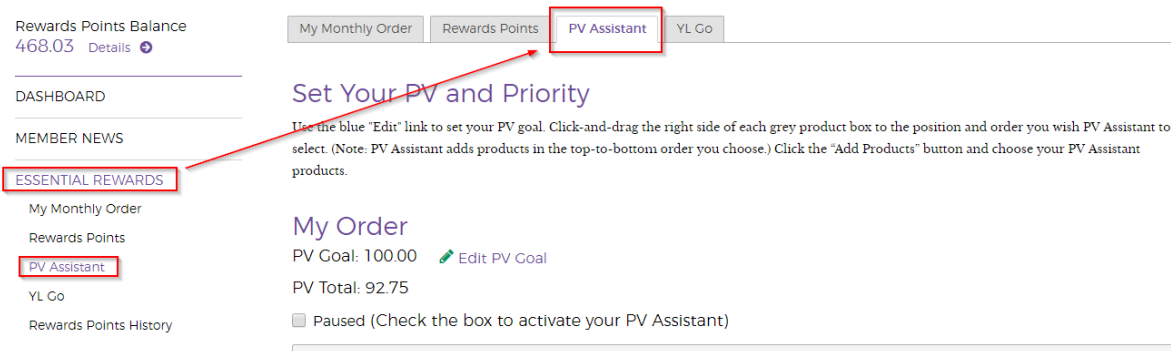 Rewards Points Balance
468.03 Details
DASHBOARD
MEMBER NEWS
ESSENTIAL REWARDS
My Monthly Order
Rewards Points
PV Assistant
YL Go
Rewards Points History
My Monthly Order Rewards Points PV Assistant YL Go
Set Your PV and Priority
Use the blue "Edit" link to set your PV goal. Click-and-drag the right side of each grey product box to the position and order you wish PV Assistant to
select. (Note: PV Assistant adds products in the top-to-bottom order you choose.) Click the “Add Products” button and choose your PV Assistant
products.
My Order
PV Goal: 100.00 Edit PV Goal
PV Total: 92.75
Paused (Check the box to activate your PV Assistant)